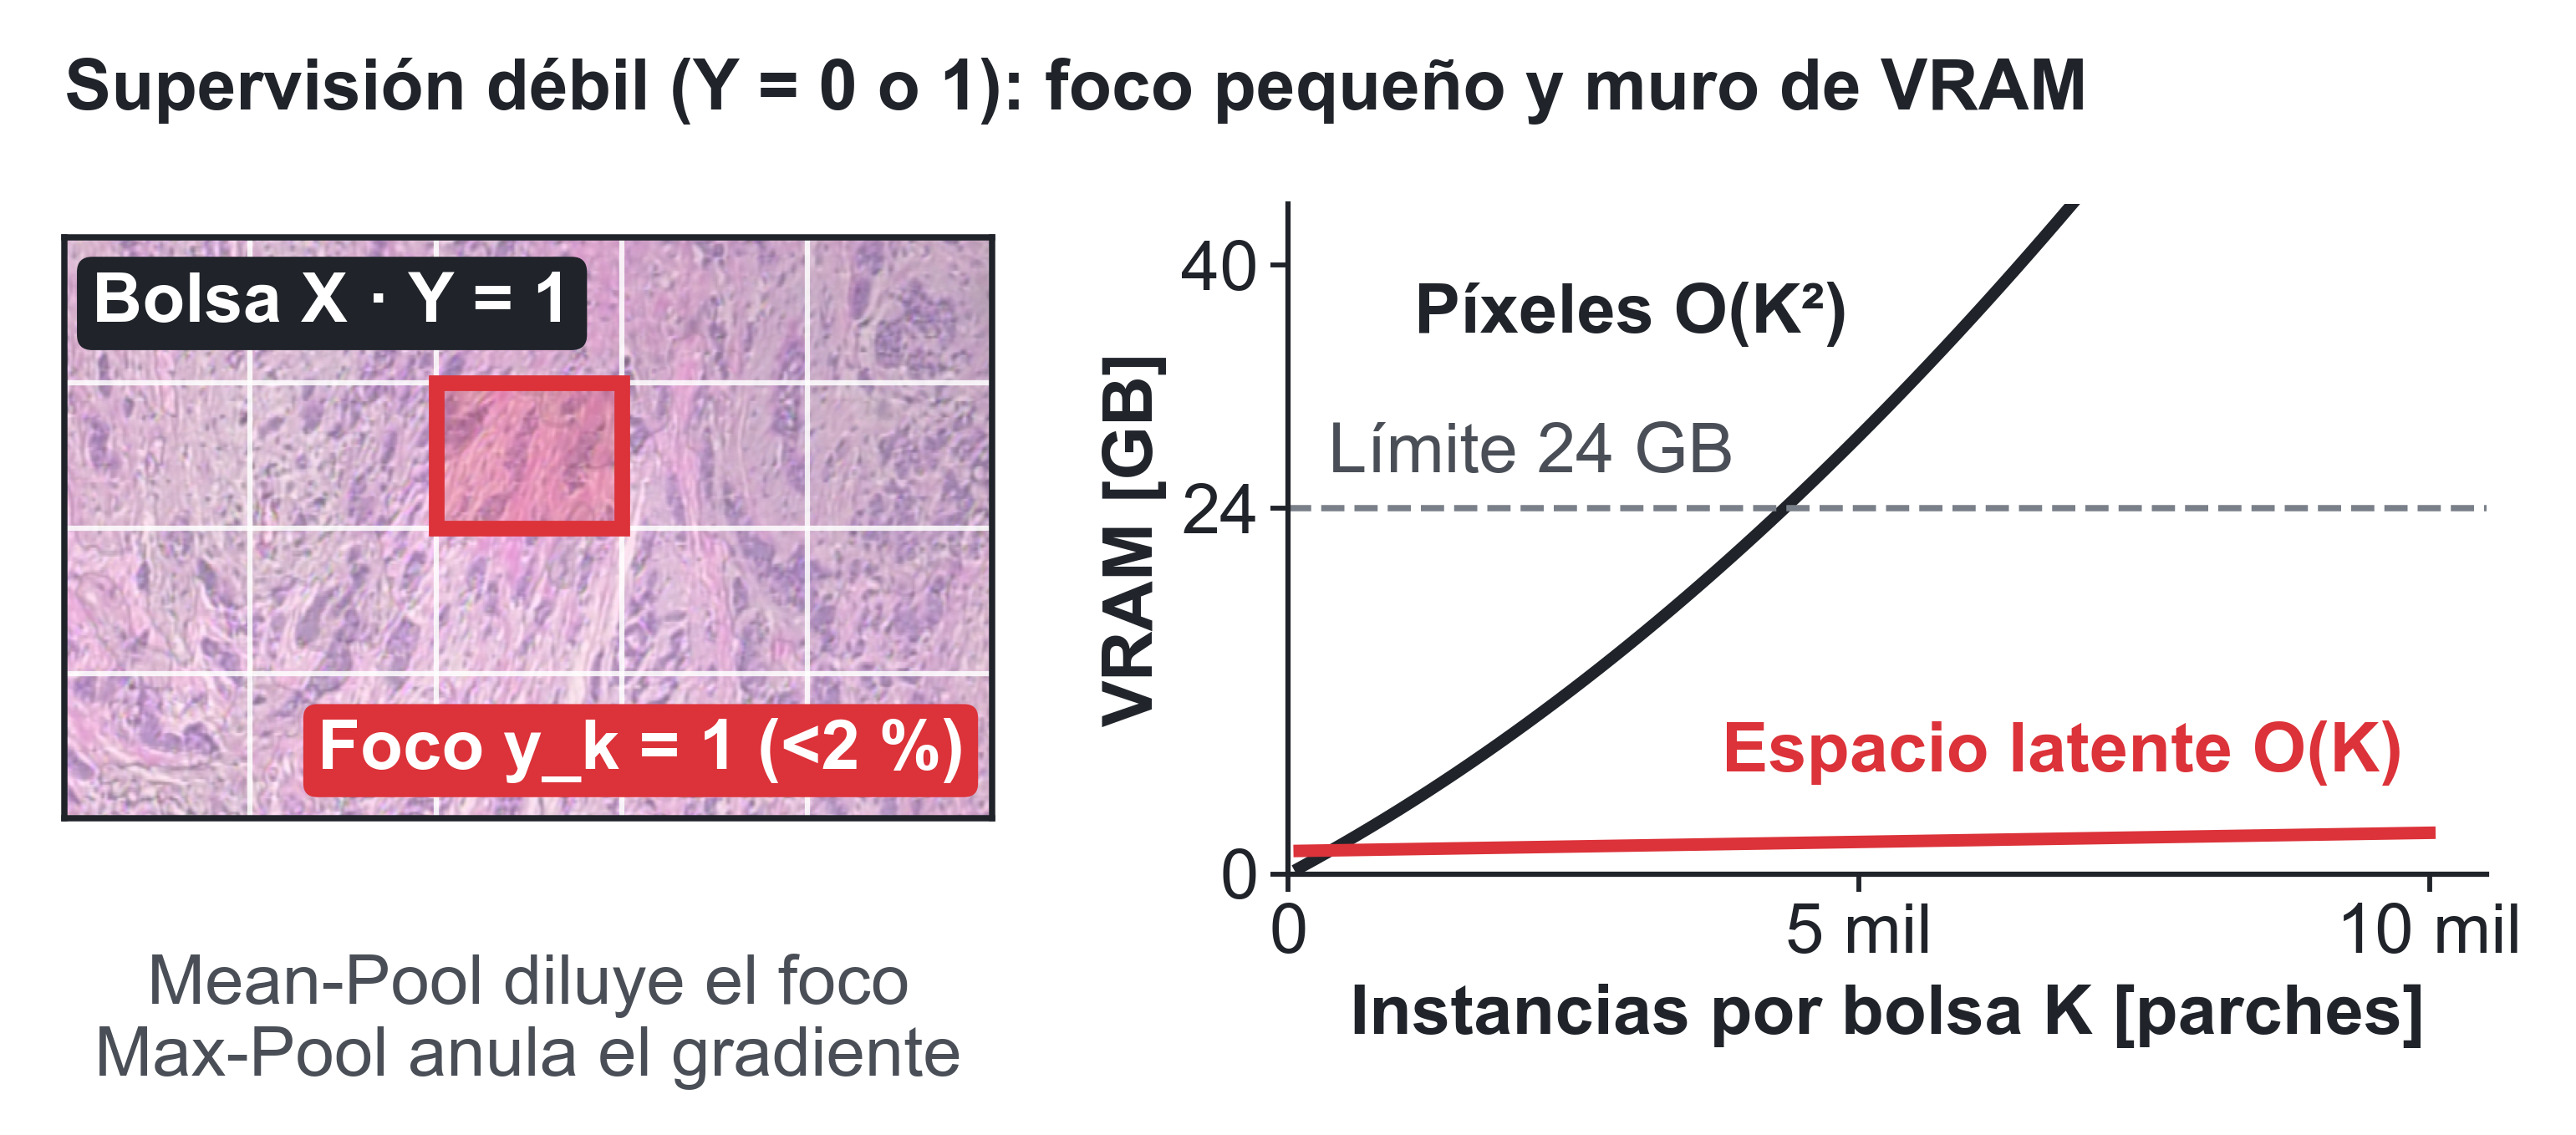 Supervisión débil (Y = 0 o 1): foco pequeño y muro de VRAM
Bolsa X · Y = 1
Foco y_k = 1 (<2 %)
Mean-Pool diluye el foco
Max-Pool anula el gradiente
VRAM [GB]
40
24
0
Píxeles O(K²)
Límite 24 GB
Espacio latente O(K)
0
5 mil
10 mil
Instancias por bolsa K [parches]